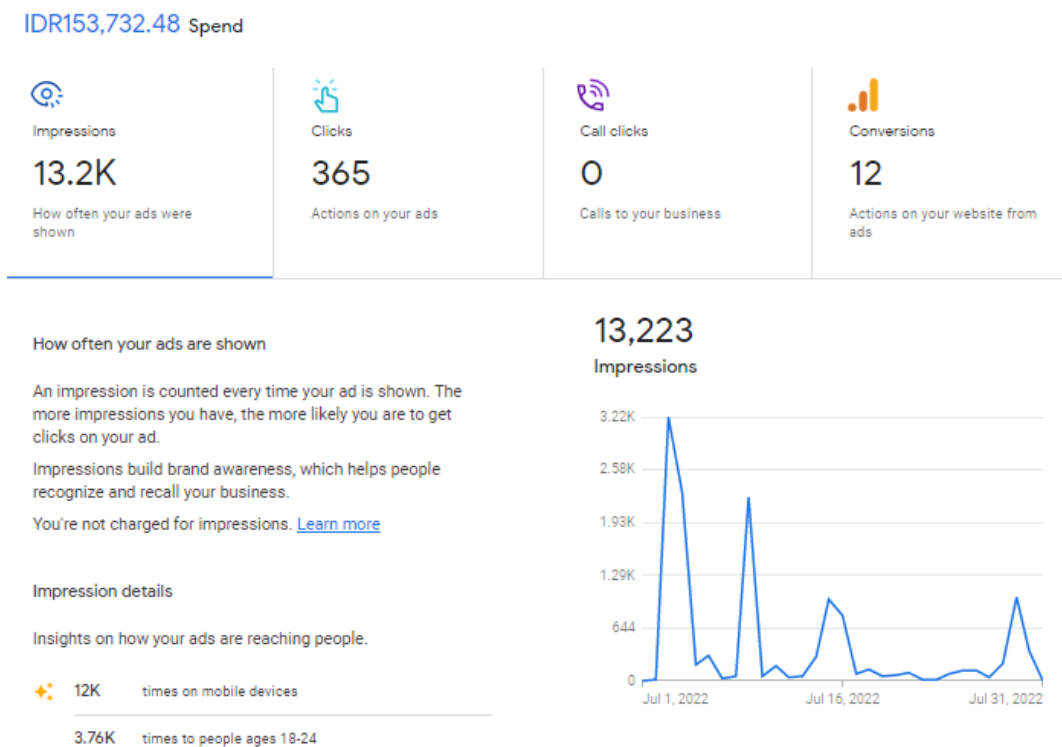 IDR153,732.48 Spend
Impressions
13.2K
How often your ads were
shown
Clicks
365
Actions on your ads
Call clicks
0
Calls to your business
Conversions
12
Actions on your website from
ads
How often your ads are shown
An impression is counted every time your ad is shown. The
more impressions you have, the more likely you are to get
clicks on your ad.
Impressions build brand awareness, which helps people
recognize and recall your business.
You're not charged for impressions. Learn more
Impression details
Insights on how your ads are reaching people.
12K times on mobile devices
3.76K times to people ages 18-24
13,223
Impressions
3.22K
2.58K
1.93K
1.29K
644
0
Jul 1, 2022 Jul 16, 2022 Jul 31, 2022